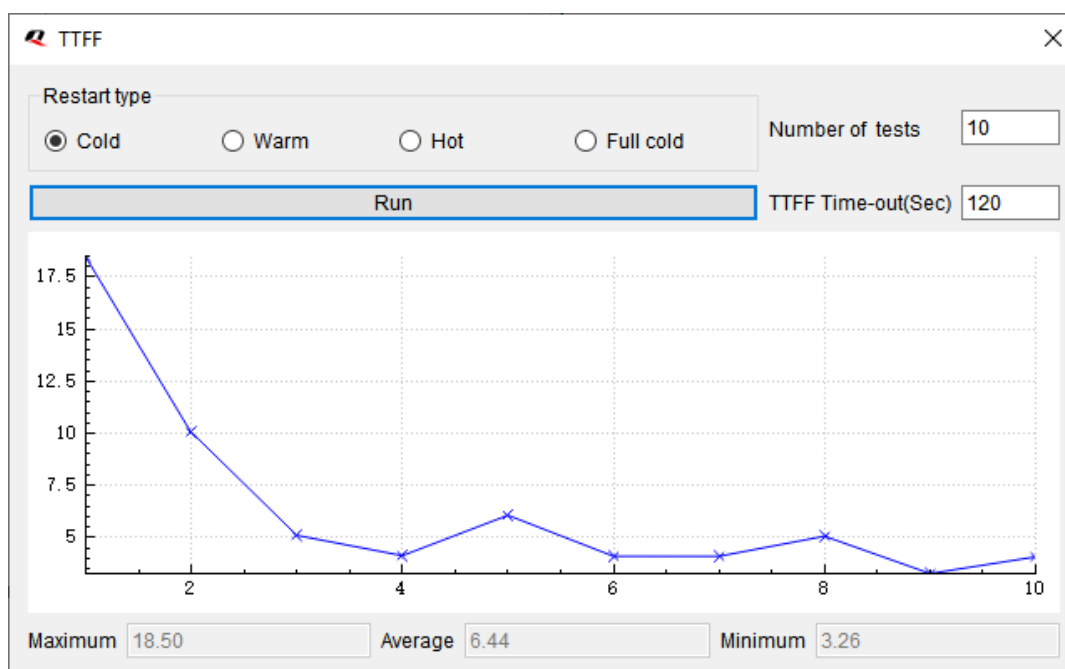 TTFF
Restart type
Cold Warm Hot Full cold
Number of tests 10
Run
TTFF Time-out(Sec) 120
17.5
15
12.5
10
7.5
5
2 4 6 8 10
Maximum 18.50 Average 6.44 Minimum 3.26